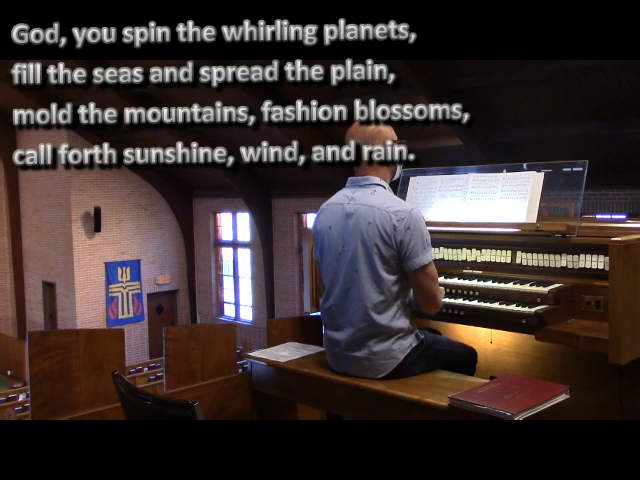 God, you spin the whirling planets,
fill the seas and spread the plain,
mold the mountains, fashion blossoms,
call forth sunshine, wind, and rain.